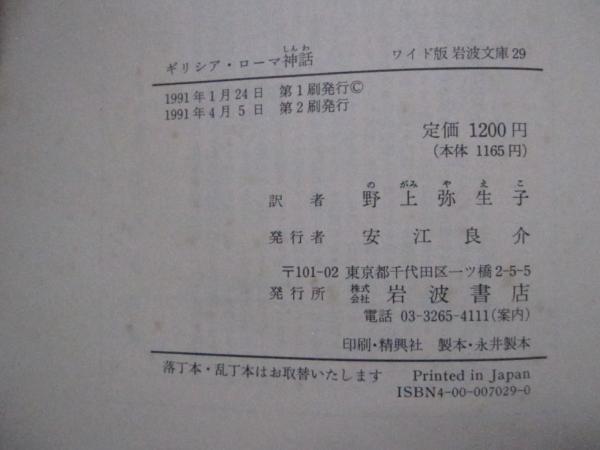 ギリシア・ローマ神話 ワイド版 岩波文庫29
しんわ
1991年1月24日 第1刷発行©
1991年4月5日 第2刷発行
定価 1200円
(本体 1165円)
の がみ や え こ
訳者 野上弥生子
発行者 安江良介
〒101-02 東京都千代田区一ツ橋2-5-5
発行所 株式会社 岩波書店
電話 03-3265-4111(案内)
印刷・精興社 製本・永井製本
落丁本・乱丁本はお取替いたします Printed in Japan
ISBN4-00-007029-0